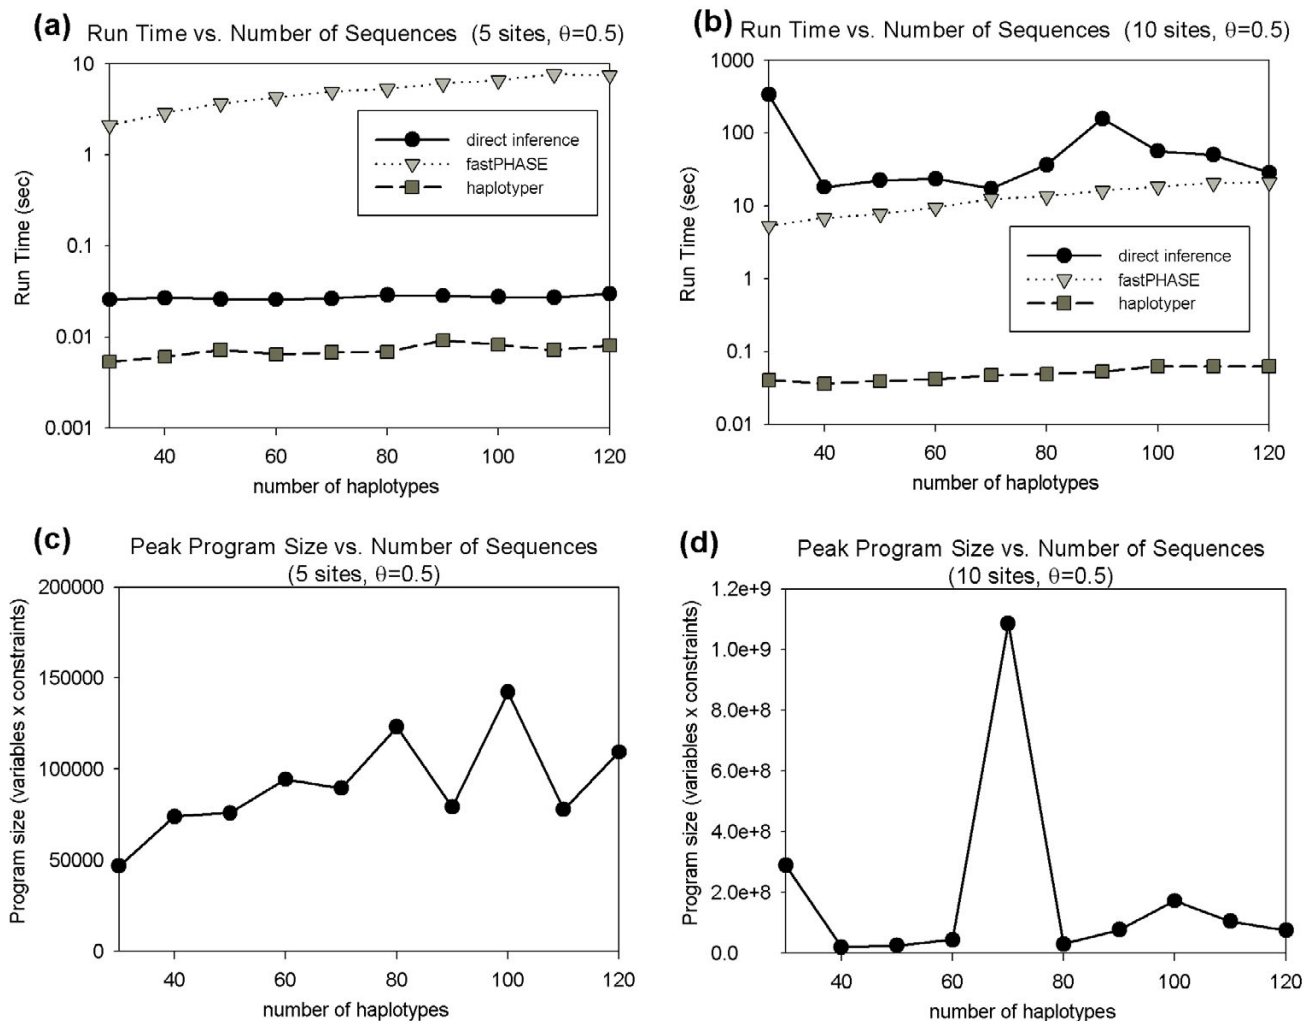 (a) Run Time vs. Number of Sequences (5 sites, θ=0.5)
10
1
0.1
0.01
0.001
Run Time (sec)
direct inference
fastPHASE
haplotyper
40 60 80 100 120
number of haplotypes
(b) Run Time vs. Number of Sequences (10 sites, θ=0.5)
1000
100
10
1
0.1
0.01
Run Time (sec)
direct inference
fastPHASE
haplotyper
40 60 80 100 120
number of haplotypes
(c) Peak Program Size vs. Number of Sequences
(5 sites, θ=0.5)
200000
150000
100000
50000
0
Program size (variables x constraints)
40 60 80 100 120
number of haplotypes
(d) Peak Program Size vs. Number of Sequences
(10 sites, θ=0.5)
1.2e+9
1.0e+9
8.0e+8
6.0e+8
4.0e+8
2.0e+8
0.0
Program size (variables x constraints)
40 60 80 100 120
number of haplotypes